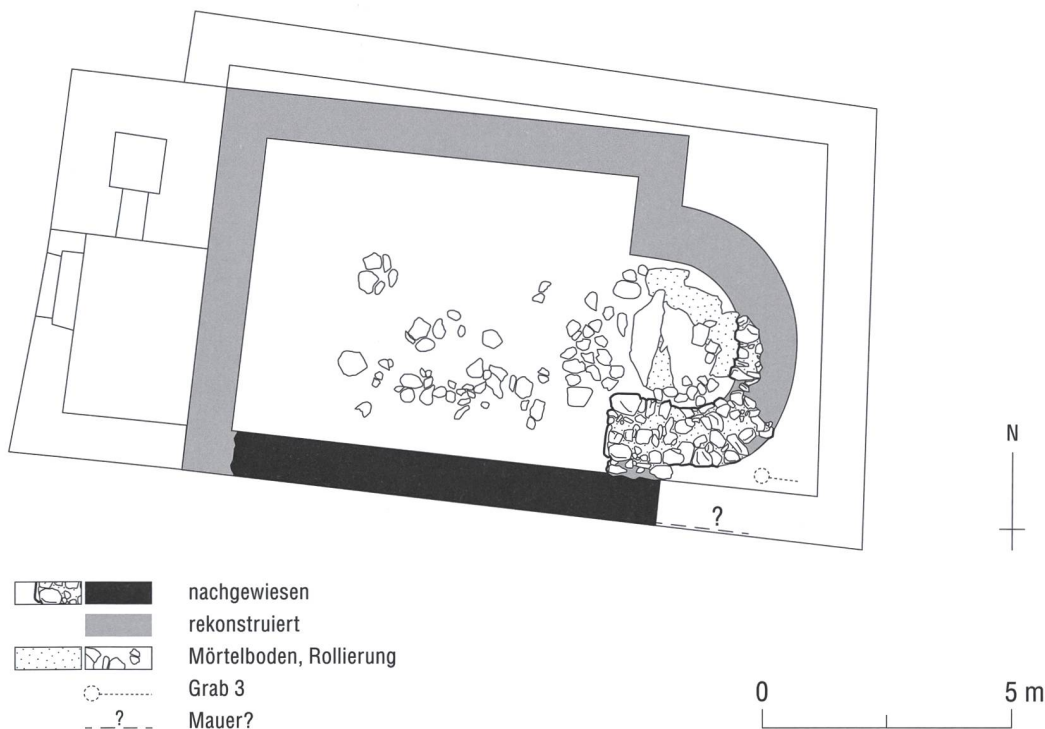 N
?
nachgewiesen
rekonstruiert
Mörtelboden, Rollierung
Grab 3
? Mauer?
0 5 m